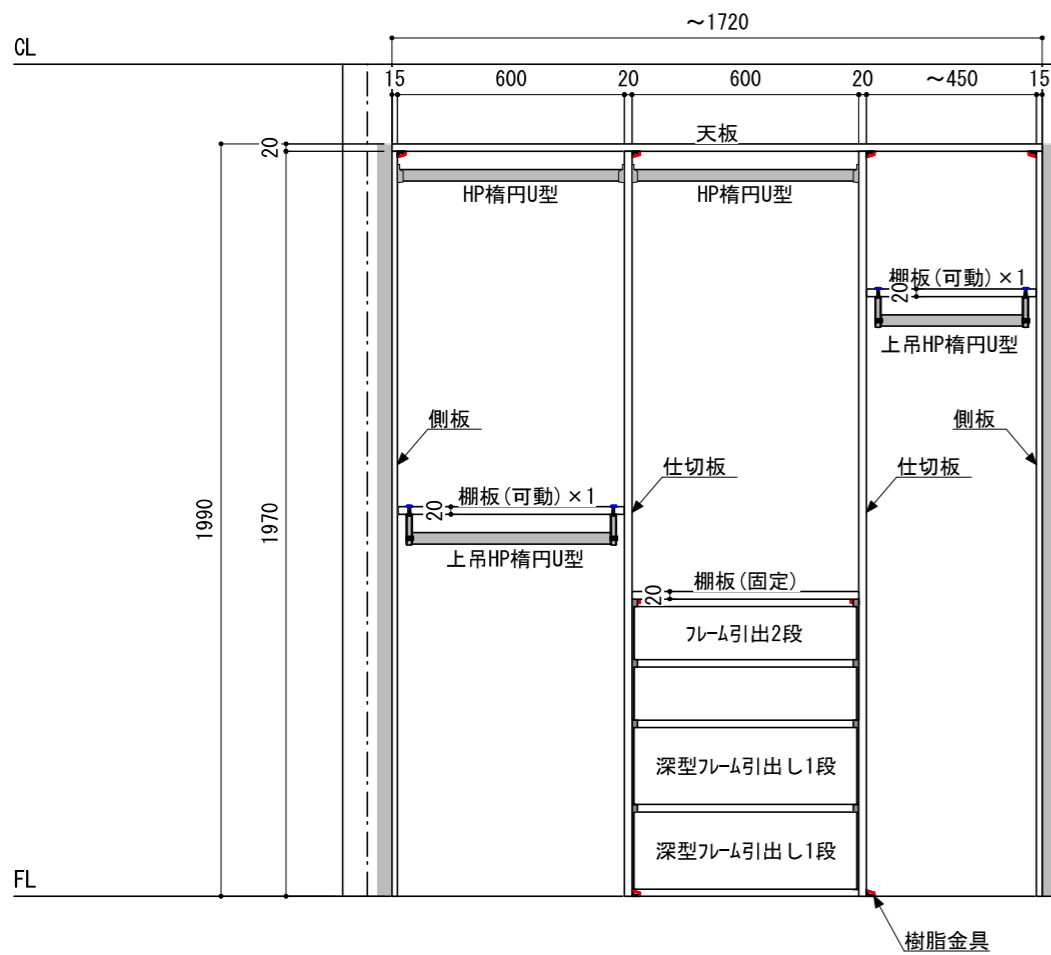 ～1720
CL
15 600 20 600 20 ～450 15
20
天板
HP楕円U型
HP楕円U型
棚板(可動)×1
20
上吊HP楕円U型
側板
側板
仕切板
仕切板
1990
1970
棚板(可動)×1
20
上吊HP楕円U型
棚板(固定)
20
ﾌﾚｰﾑ引出2段
深型ﾌﾚｰﾑ引出し1段
深型ﾌﾚｰﾑ引出し1段
FL
樹脂金具